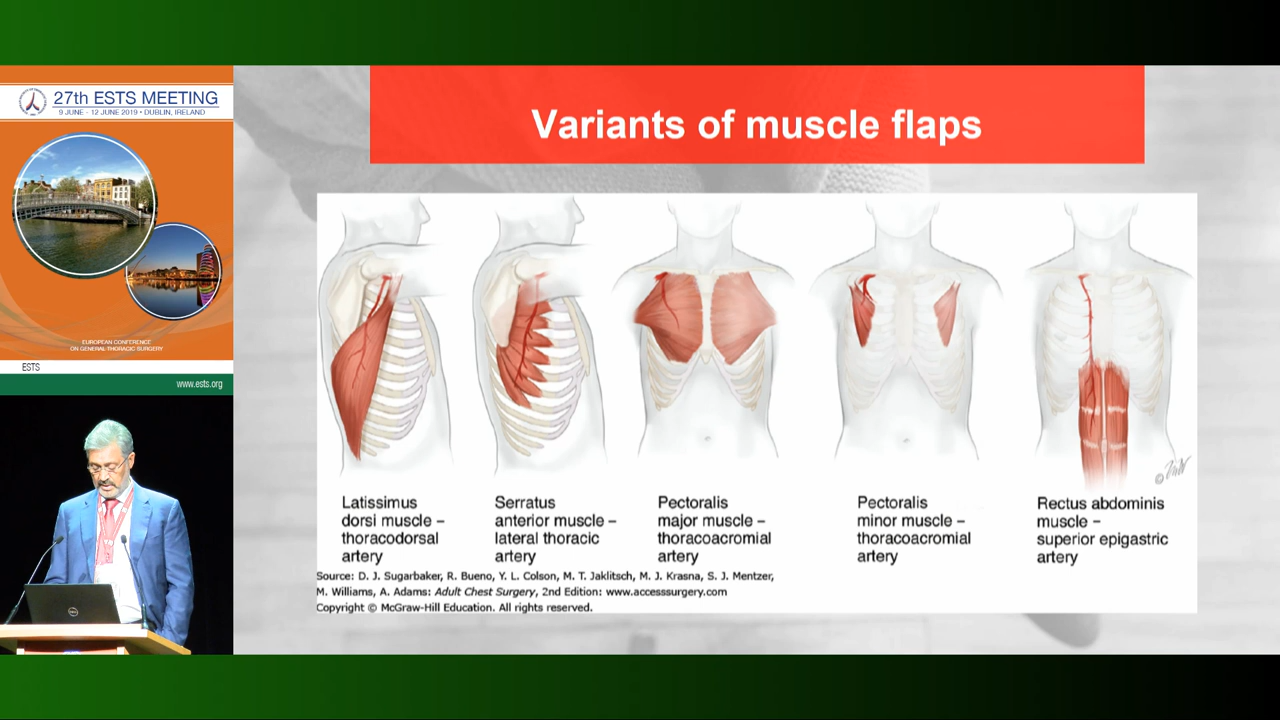 27th ESTS MEETING
9 JUNE - 12 JUNE 2019 • DUBLIN, IRELAND
EUROPEAN CONFERENCE
ON GENERAL THORACIC SURGERY
ESTS
www.ests.org
Variants of muscle flaps
Latissimus
dorsi muscle –
thoracodorsal
artery
Serratus
anterior muscle –
lateral thoracic
artery
Pectoralis
major muscle –
thoracoacromial
artery
Pectoralis
minor muscle –
thoracoacromial
artery
Rectus abdominis
muscle –
superior epigastric
artery
Source: D. J. Sugarbaker, R. Bueno, Y. L. Colson, M. T. Jaklitsch, M. J. Krasna, S. J. Mentzer,
M. Williams, A. Adams: Adult Chest Surgery, 2nd Edition: www.accesssurgery.com
Copyright © McGraw-Hill Education. All rights reserved.